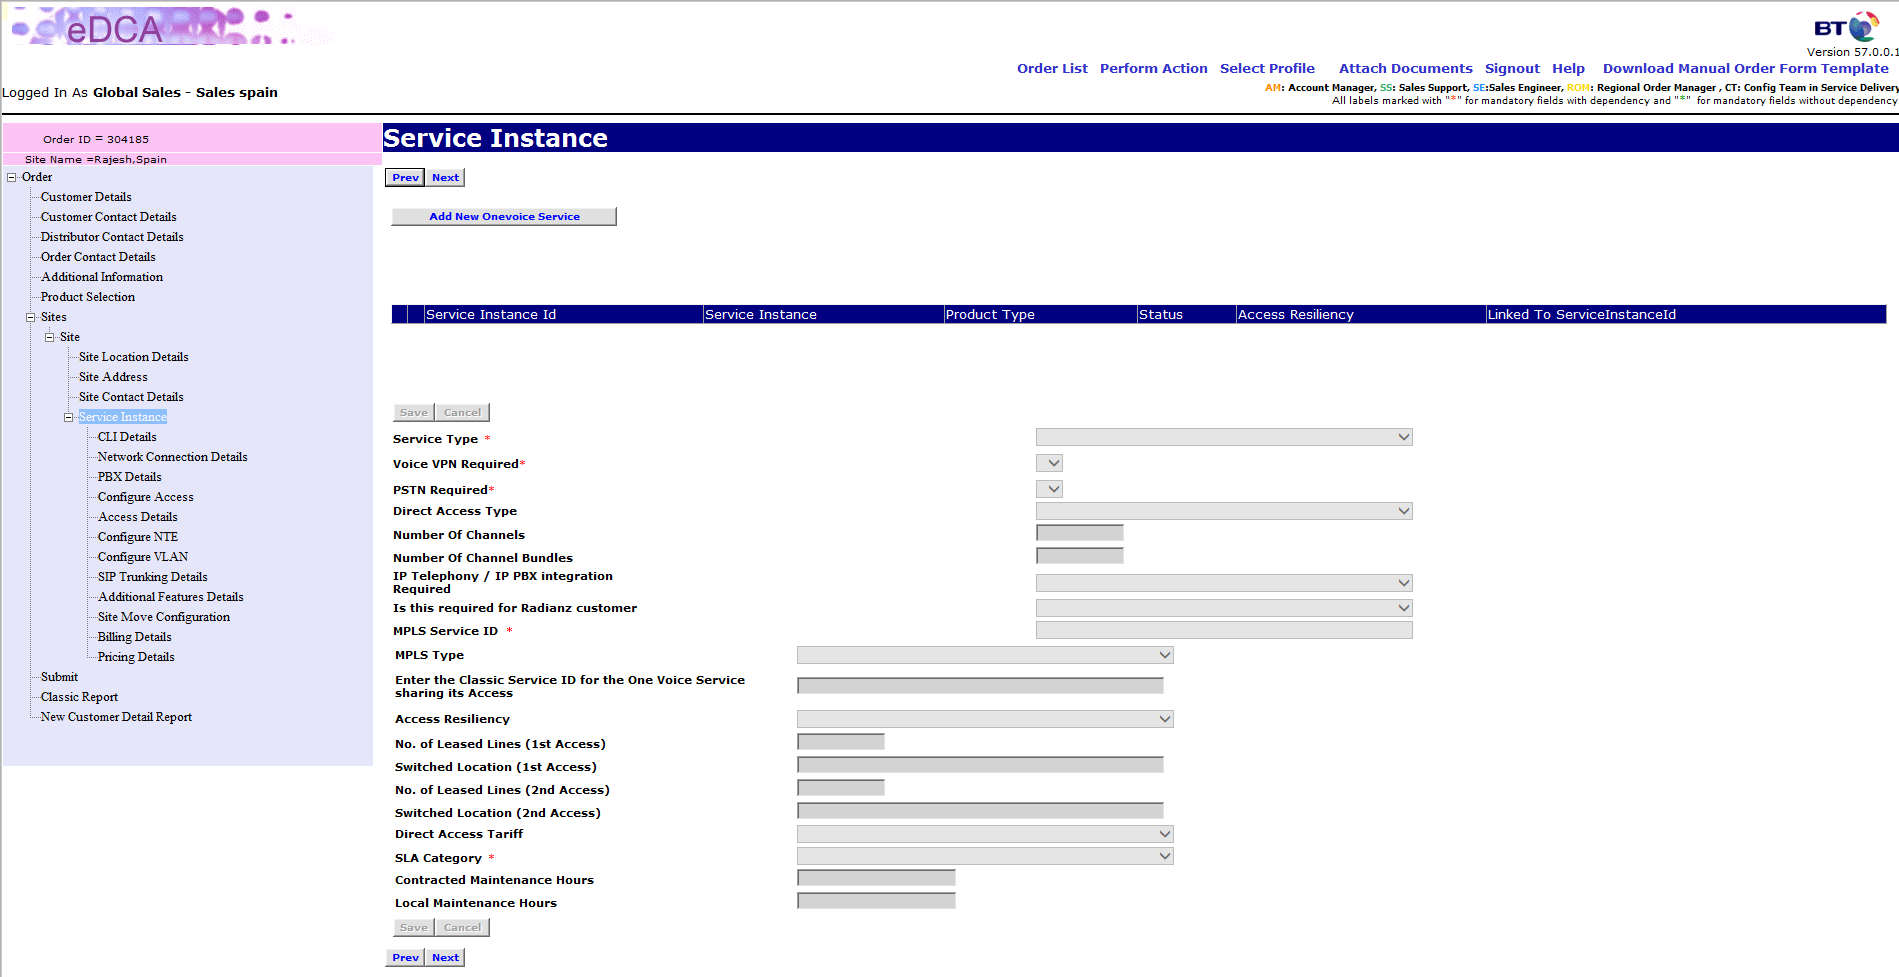 eDCA
BT
Version 57.0.0.1
Order List Perform Action Select Profile Attach Documents Signout Help Download Manual Order Form Template
Logged In As Global Sales - Sales spain
AM: Account Manager, SS: Sales Support, SE:Sales Engineer, ROM: Regional Order Manager , CT: Config Team in Service Delivery
All labels marked with "*" for mandatory fields with dependency and "*" for mandatory fields without dependency
Order ID = 304185
Site Name =Rajesh,Spain
Order
Customer Details
Customer Contact Details
Distributor Contact Details
Order Contact Details
Additional Information
Product Selection
Sites
Site
Site Location Details
Site Address
Site Contact Details
Service Instance
CLI Details
Network Connection Details
PBX Details
Configure Access
Access Details
Configure NTE
Configure VLAN
SIP Trunking Details
Additional Features Details
Site Move Configuration
Billing Details
Pricing Details
Submit
Classic Report
New Customer Detail Report
Service Instance
Prev Next
Add New Onevoice Service
Service Instance Id Service Instance Product Type Status Access Resiliency Linked To ServiceInstanceId
Save Cancel
Service Type *
Voice VPN Required*
PSTN Required*
Direct Access Type
Number Of Channels
Number Of Channel Bundles
IP Telephony / IP PBX integration
Required
Is this required for Radianz customer
MPLS Service ID *
MPLS Type
Enter the Classic Service ID for the One Voice Service
sharing its Access
Access Resiliency
No. of Leased Lines (1st Access)
Switched Location (1st Access)
No. of Leased Lines (2nd Access)
Switched Location (2nd Access)
Direct Access Tariff
SLA Category *
Contracted Maintenance Hours
Local Maintenance Hours
Save Cancel
Prev Next